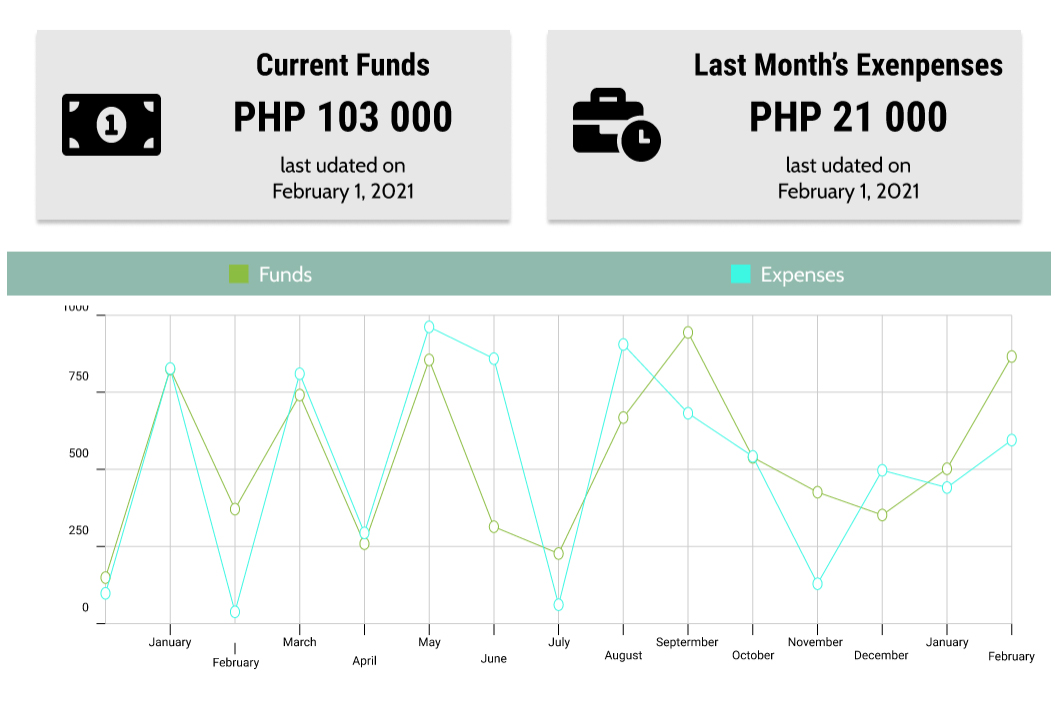 Current Funds
PHP 103 000
last udated on
February 1, 2021
Last Month's Exenpenses
PHP 21 000
last udated on
February 1, 2021
Funds
Expenses
1000
750
500
250
0
January
February
March
April
May
June
July
August
Septermber
October
November
December
January
February